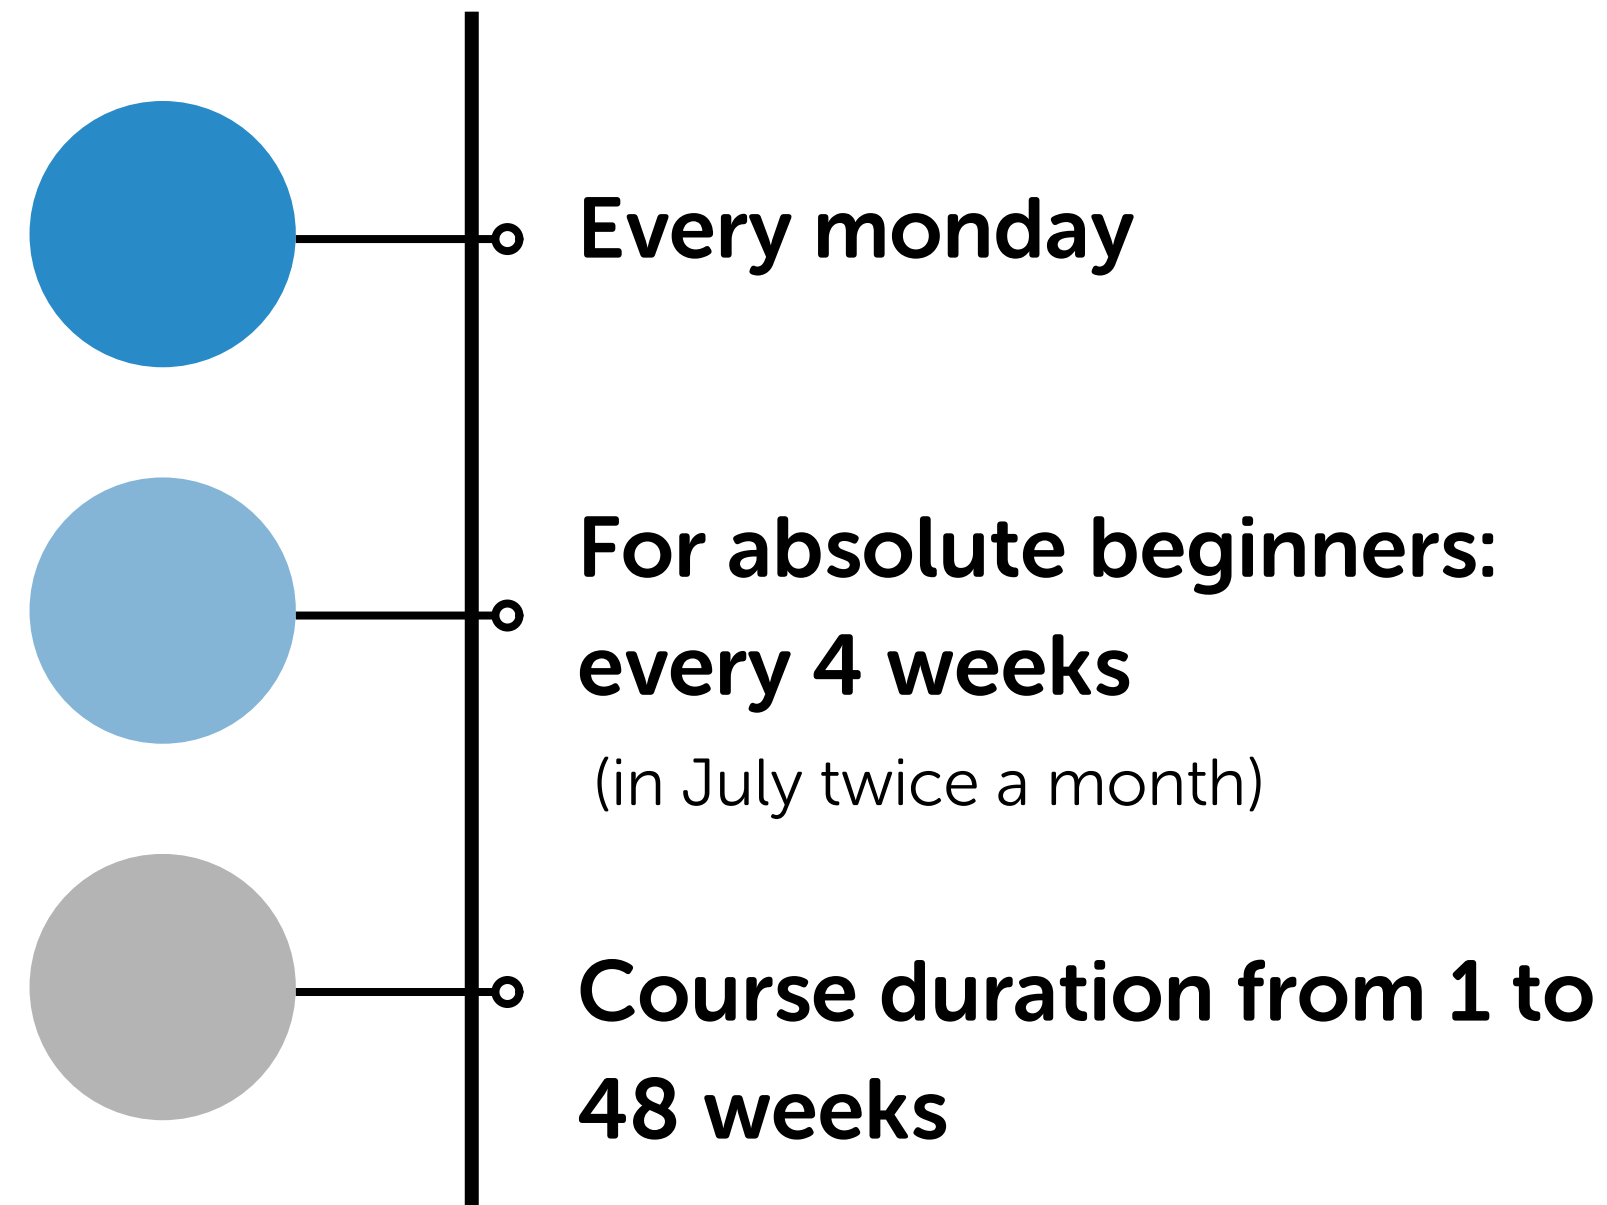 Every monday
For absolute beginners:
every 4 weeks
(in July twice a month)
Course duration from 1 to
48 weeks